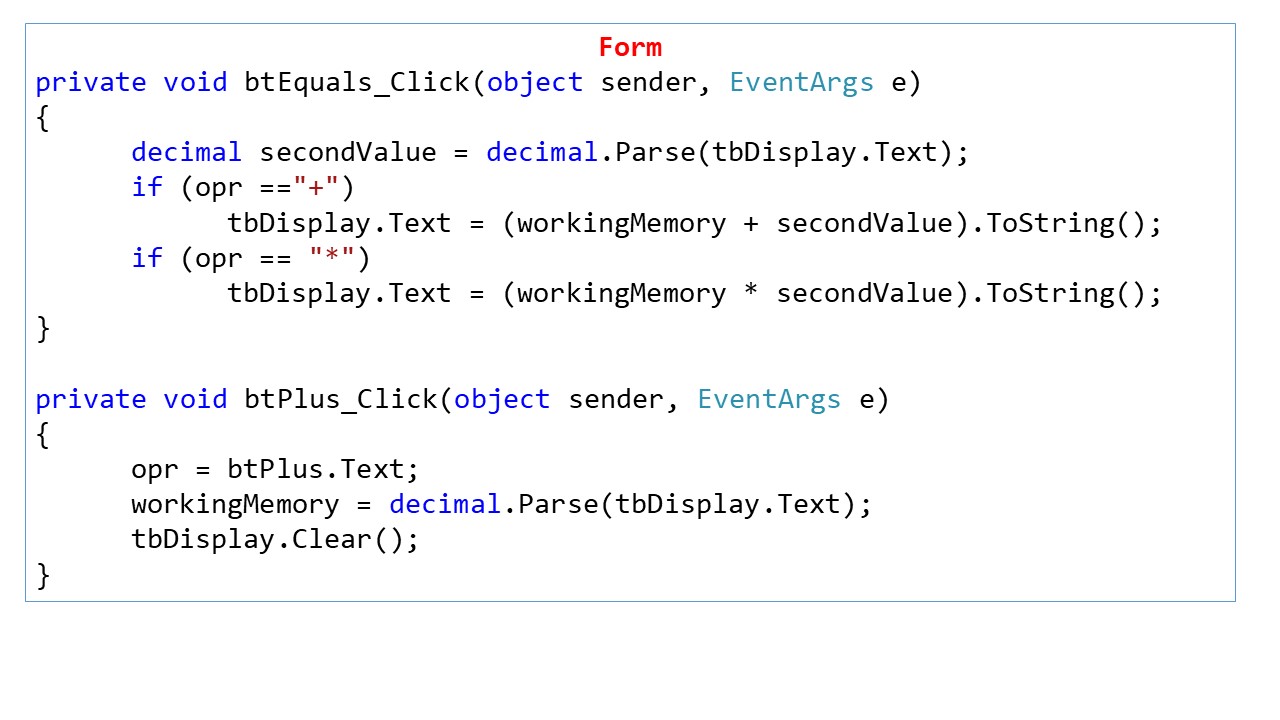 Form
private void btEquals_Click(object sender, EventArgs e)
{
decimal secondValue = decimal.Parse(tbDisplay.Text);
if (opr =="+")
tbDisplay.Text = (workingMemory + secondValue).ToString();
if (opr == "*")
tbDisplay.Text = (workingMemory * secondValue).ToString();
}
private void btPlus_Click(object sender, EventArgs e)
{
opr = btPlus.Text;
workingMemory = decimal.Parse(tbDisplay.Text);
tbDisplay.Clear();
}